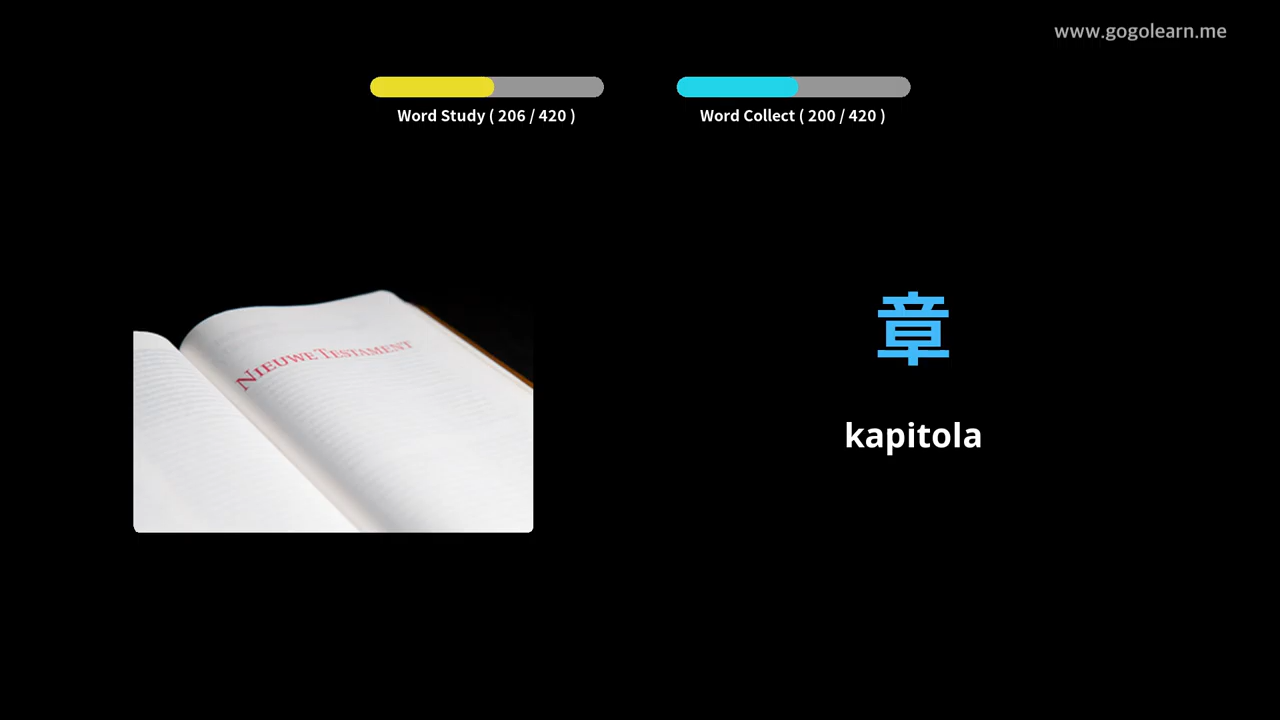 www.gogolearn.me
Word Study ( 206 / 420 )
Word Collect ( 200 / 420 )
NIEUWE TESTAMENT
章
kapitola